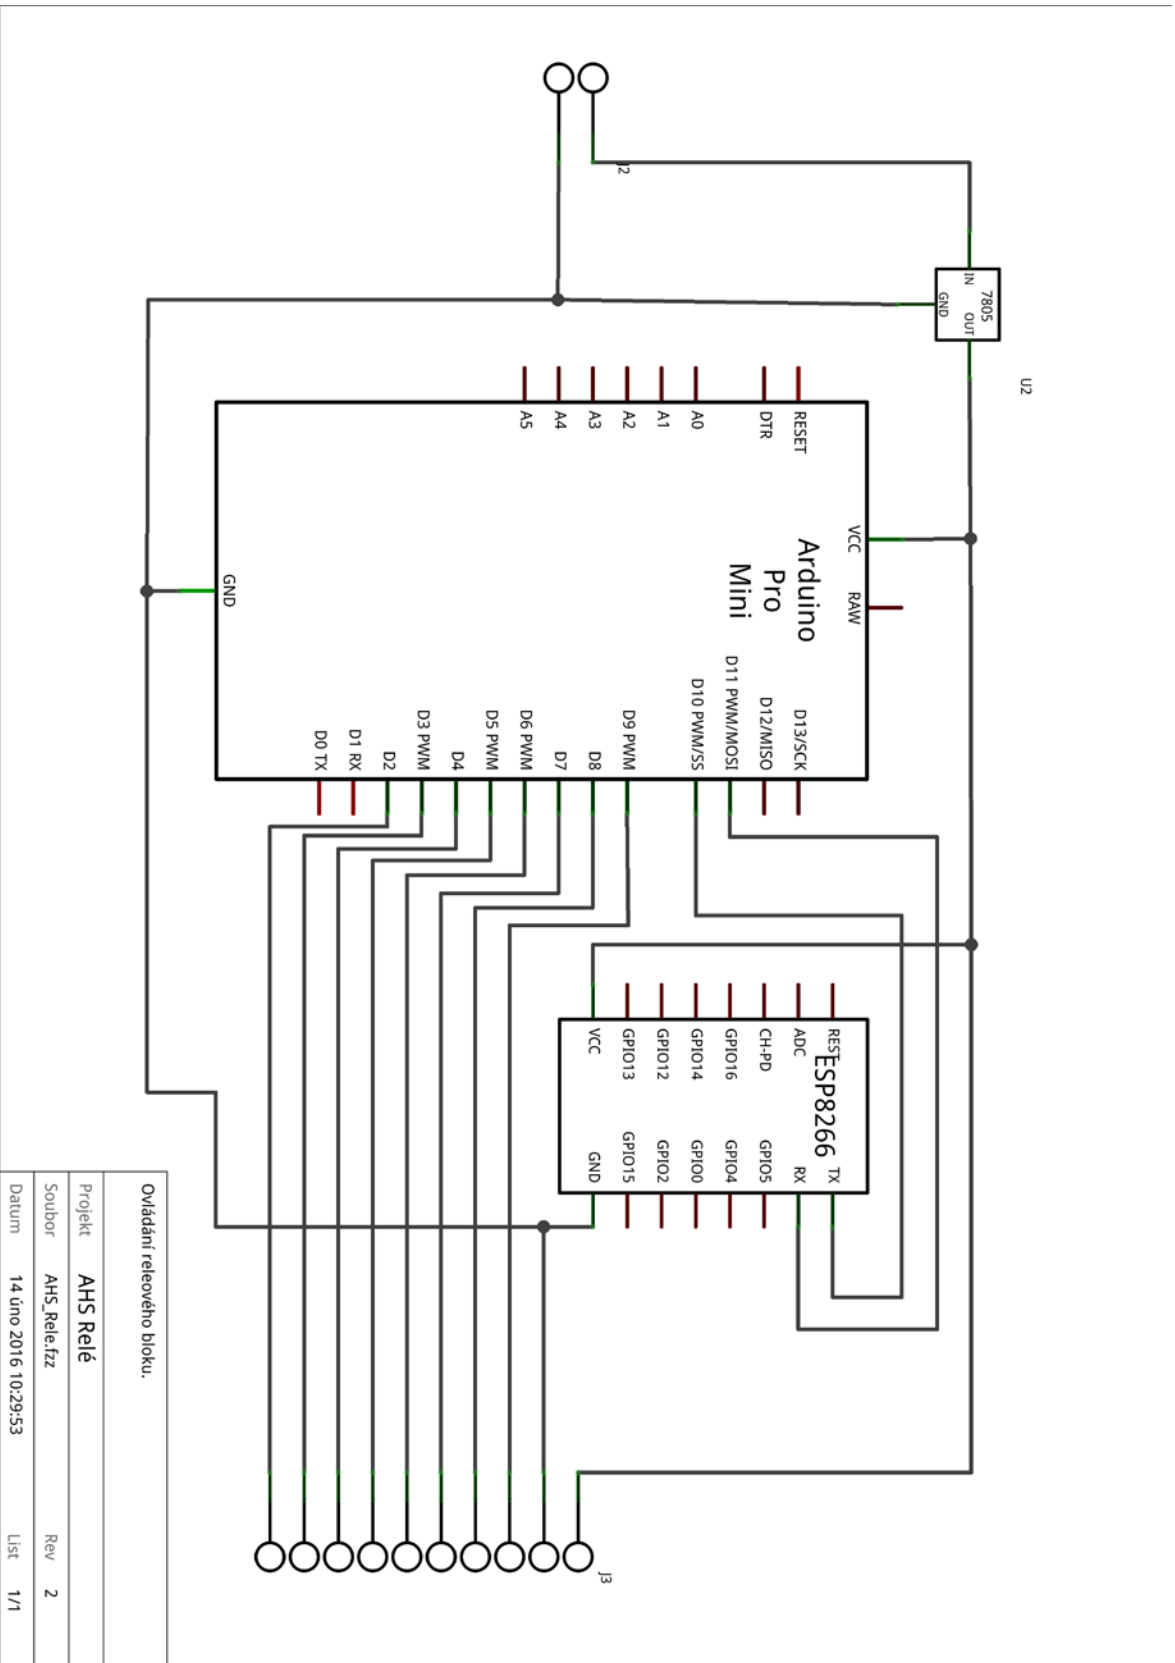 J2
7805
IN
GND
OUT
U2
A5
A4
A3
A2
A1
A0
DTR
RESET
VCC
RAW
GND
Arduino
Pro
Mini
D0 TX
D1 RX
D2
D3 PWM
D4
D5 PWM
D6 PWM
D7
D8
D9 PWM
D10 PWM/SS
D11 PWM/MOSI
D12/MISO
D13/SCK
VCC
GPIO13
GPIO12
GPIO14
GPIO16
CH-PD
ADC
REST
ESP8266
GND
GPIO15
GPIO2
GPIO0
GPIO4
GPIO5
RX
TX
J3
Ovládání releového bloku.
Projekt AHS Relé
Soubor AHS_Rele.fzz Rev 2
Datum 14 úno 2016 10:29:53 List 1/1